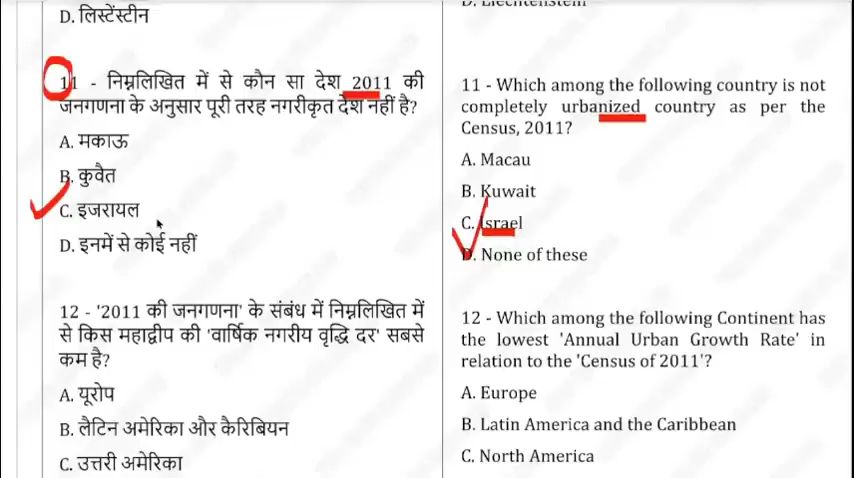 D. लिस्टेंस्टीन
11 - निम्नलिखित में से कौन सा देश 2011 की
जनगणना के अनुसार पूरी तरह नगरीकृत देश नहीं है?
A. मकाऊ
B. कुवैत
C. इजरायल
D. इनमें से कोई नहीं
12 - '2011 की जनगणना' के संबंध में निम्नलिखित में
से किस महाद्वीप की 'वार्षिक नगरीय वृद्धि दर' सबसे
कम है?
A. यूरोप
B. लैटिन अमेरिका और कैरिबियन
C. उत्तरी अमेरिका
D. Liechtenstein
11 - Which among the following country is not
completely urbanized country as per the
Census, 2011?
A. Macau
B. Kuwait
C. Israel
D. None of these
12 - Which among the following Continent has
the lowest 'Annual Urban Growth Rate' in
relation to the 'Census of 2011'?
A. Europe
B. Latin America and the Caribbean
C. North America